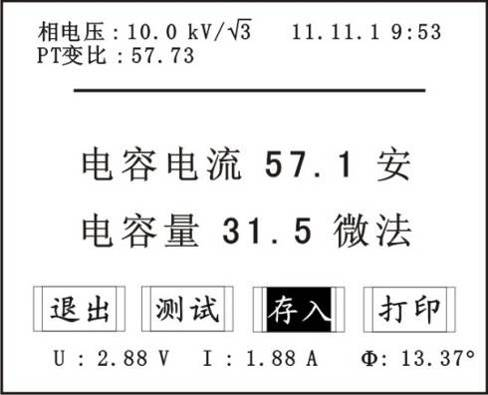 相电压：10.0 kV/√3 11.11.1 9:53
PT变比：57.73
电容电流 57.1 安
电容量 31.5 微法
退出 测试 存入 打印
U：2.88 V I：1.88 A Φ: 13.37°